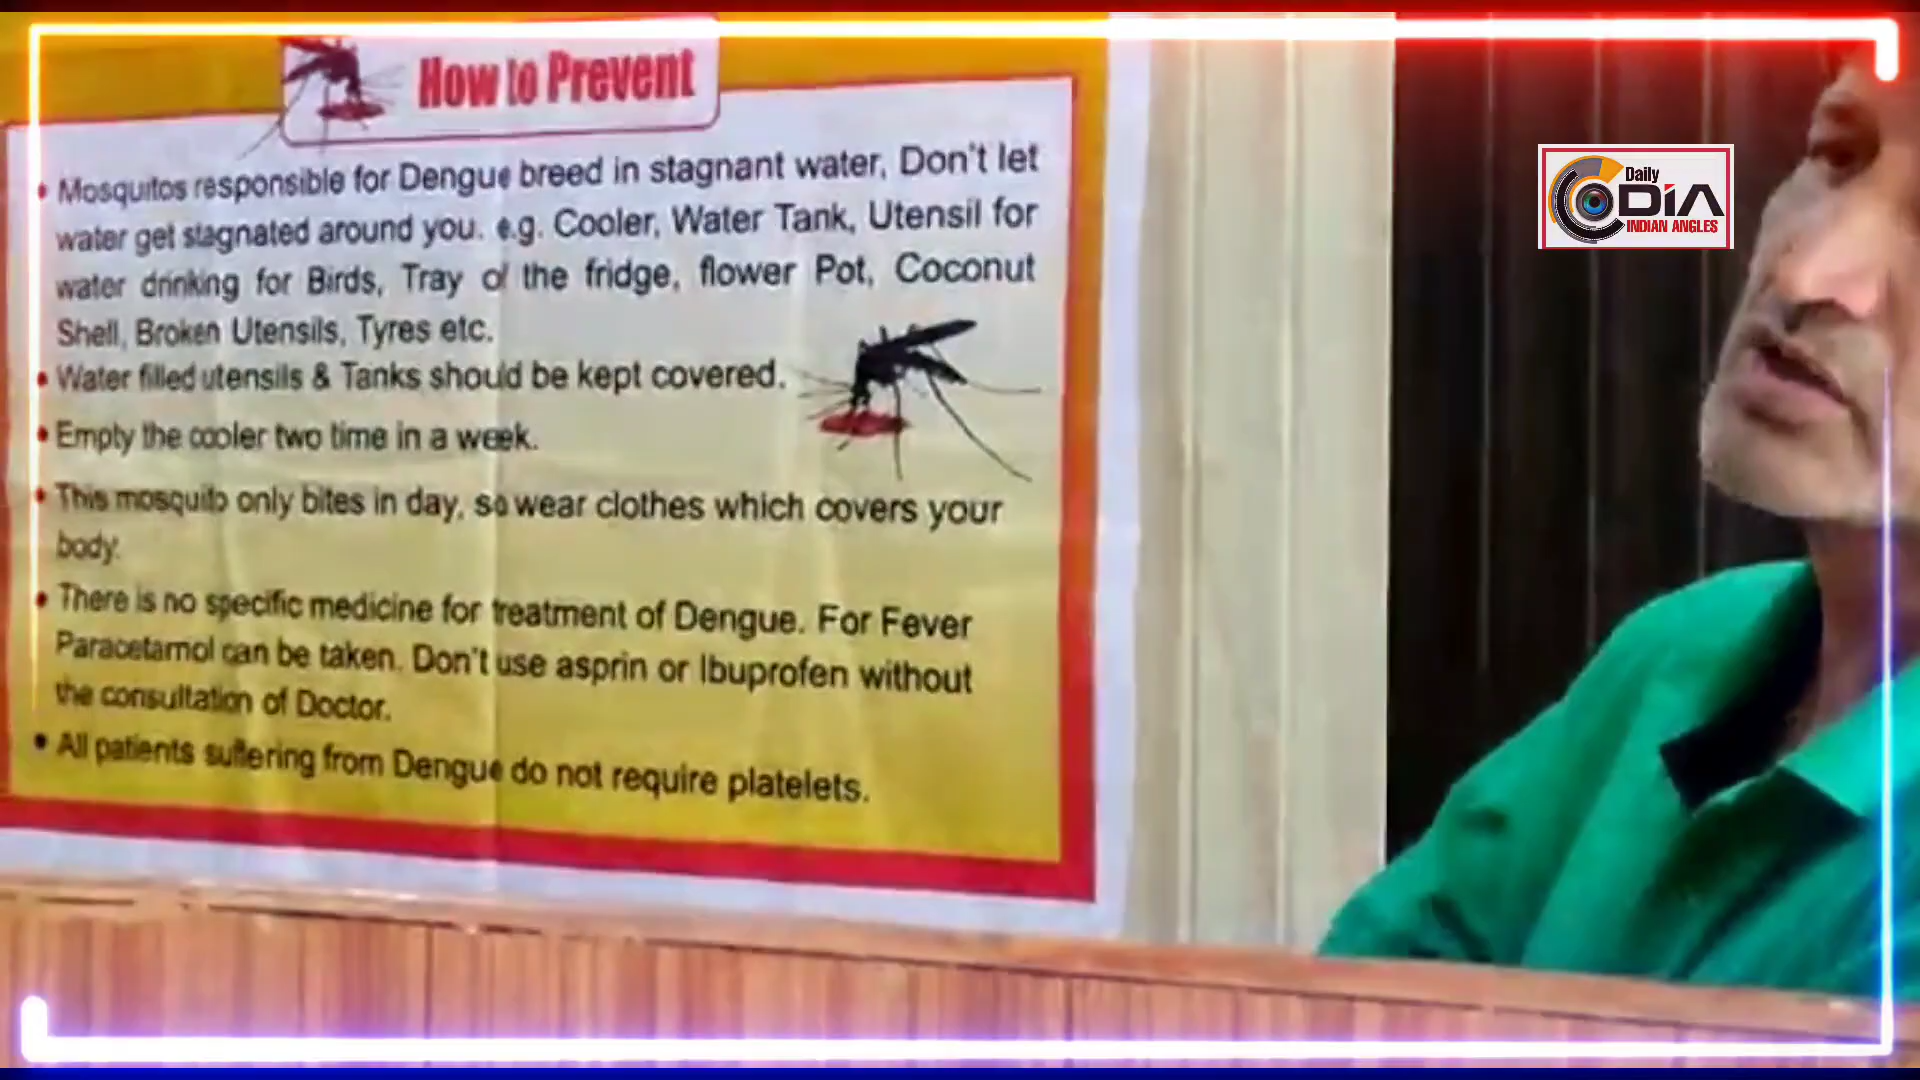 How to Prevent
• Mosquitos responsible for Dengue breed in stagnant water, Don't let
water get stagnated around you. e.g. Cooler, Water Tank, Utensil for
water drinking for Birds, Tray of the fridge, flower Pot, Coconut
Shell, Broken Utensils, Tyres etc.
• Water filled utensils & Tanks should be kept covered.
• Empty the cooler two time in a week.
• This mosquito only bites in day, so wear clothes which covers your
body.
• There is no specific medicine for treatment of Dengue. For Fever
Paracetamol can be taken. Don't use asprin or Ibuprofen without
the consultation of Doctor.
• All patients suffering from Dengue do not require platelets.
Daily
DIA
INDIAN ANGLES